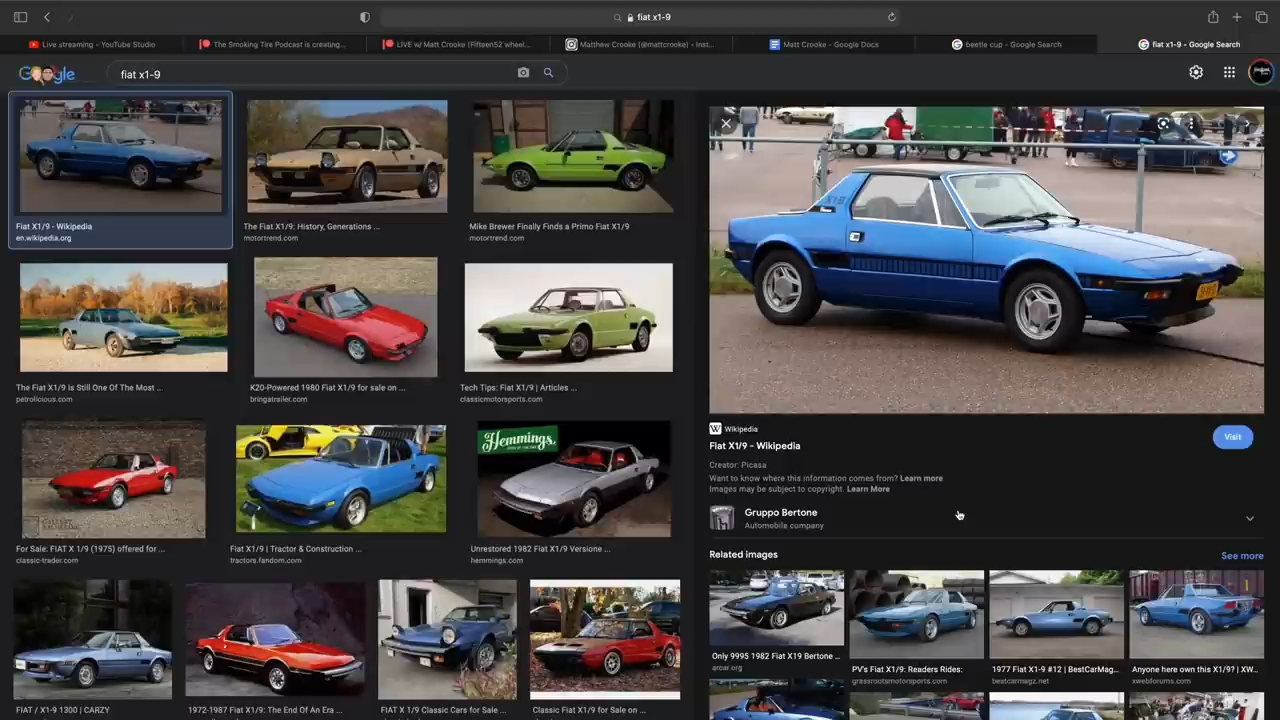 fiat x1-9
Live streaming - YouTube Studio
The Smoking Tire Podcast is creating...
LIVE w/ Matt Crooke (Fifteen52 wheel...
Matthew Crooke (@mattcrooke) - Inst...
Matt Crooke - Google Docs
beetle cup - Google Search
fiat x1-9 - Google Search
fiat x1-9
Fiat X1/9 - Wikipedia
en.wikipedia.org
The Fiat X1/9: History, Generations ...
motortrend.com
Mike Brewer Finally Finds a Primo Fiat X1/9
motortrend.com
The Fiat X1/9 Is Still One Of The Most ...
petrolicious.com
K20-Powered 1980 Fiat X1/9 for sale on ...
bringatrailer.com
Tech Tips: Fiat X1/9 | Articles ...
classicmotorsports.com
Hemmings.
For Sale: FIAT X 1/9 (1975) offered for ...
classic-trader.com
Fiat X1/9 | Tractor & Construction ...
tractors.fandom.com
Unrestored 1982 Fiat X1/9 Versione ...
hemmings.com
FIAT / X1-9 1300 | CARZY
1972-1987 Fiat X1/9: The End Of An Era ...
FIAT X 1/9 Classic Cars for Sale ...
Classic Fiat X1/9 for Sale on ...
W Wikipedia
Fiat X1/9 - Wikipedia
Visit
Creator: Picasa
Want to know where this information comes from? Learn more
Images may be subject to copyright. Learn More
Gruppo Bertone
Automobile company
Related images
See more
Only 9995 1982 Fiat X19 Bertone ...
PV's Fiat X1/9: Readers Rides:
grassrootsmotorsports.com
1977 Fiat X1-9 #12 | BestCarMag...
bestcarmagz.net
Anyone here own this X1/9? | XW...
xwebforums.com